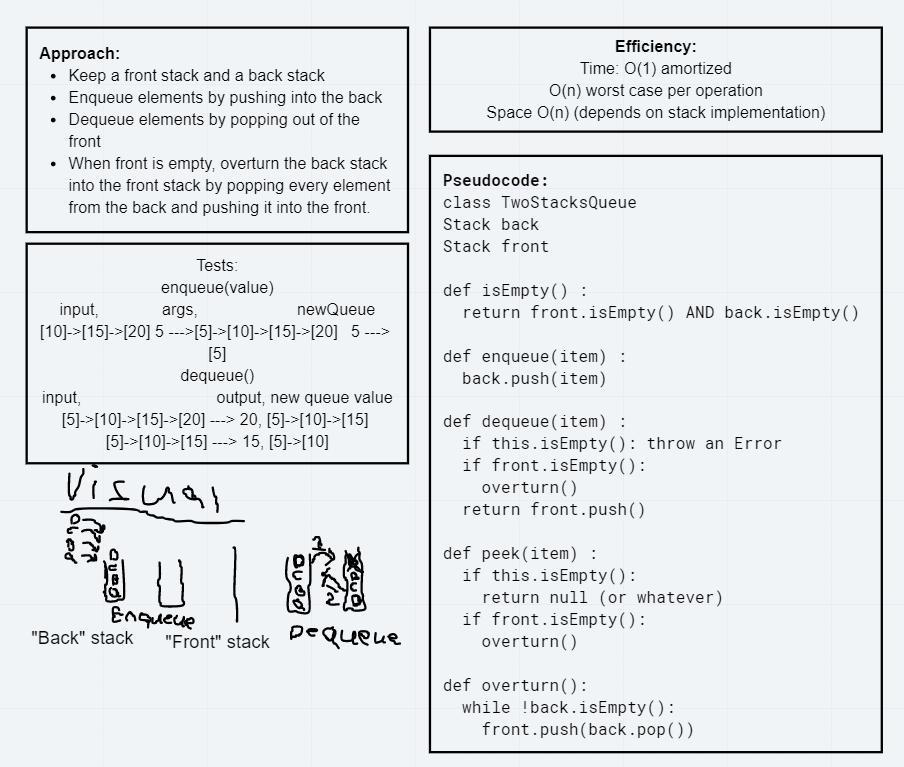 Approach:
• Keep a front stack and a back stack
• Enqueue elements by pushing into the back
• Dequeue elements by popping out of the
front
• When front is empty, overturn the back stack
into the front stack by popping every element
from the back and pushing it into the front.
Tests:
enqueue(value)
input, args, newQueue
[10]->[15]->[20] 5 --->[5]->[10]->[15]->[20] 5 --->
[5]
dequeue()
input, output, new queue value
[5]->[10]->[15]->[20] ---> 20, [5]->[10]->[15]
[5]->[10]->[15] ---> 15, [5]->[10]
Visual
Enqueue
"Back" stack
"Front" stack
1
2
DeQueue
Efficiency:
Time: O(1) amortized
O(n) worst case per operation
Space O(n) (depends on stack implementation)
Pseudocode:
class TwoStacksQueue
Stack back
Stack front
def isEmpty() :
return front.isEmpty() AND back.isEmpty()
def enqueue(item) :
back.push(item)
def dequeue(item) :
if this.isEmpty(): throw an Error
if front.isEmpty():
overturn()
return front.push()
def peek(item) :
if this.isEmpty():
return null (or whatever)
if front.isEmpty():
overturn()
def overturn():
while !back.isEmpty():
front.push(back.pop())